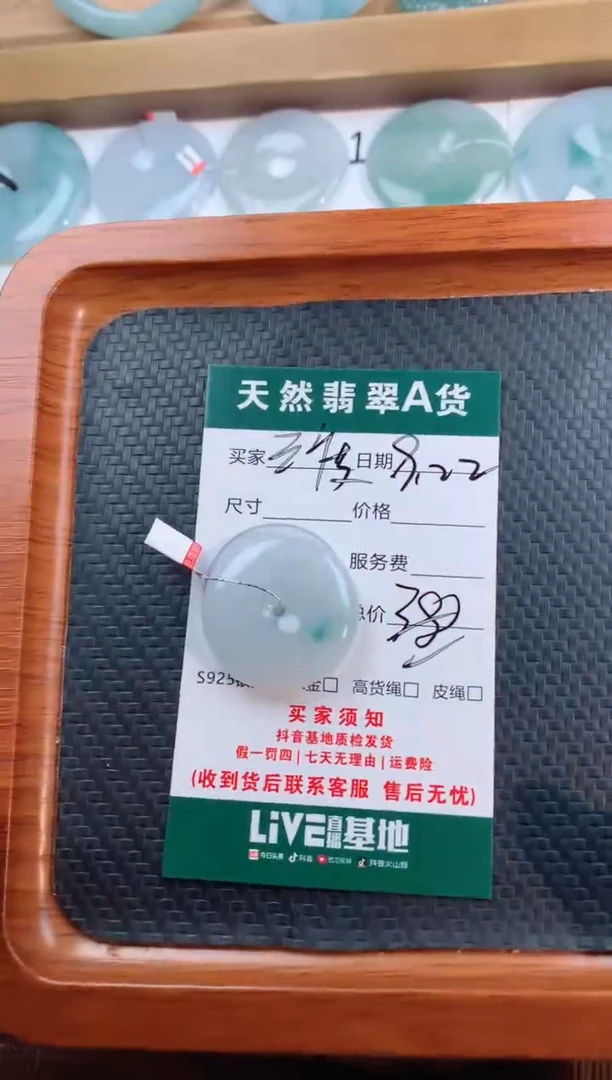 1
天然翡翠A货
买家 日期 9.22
尺寸 价格
服务费
总价
S925 金□ 高货绳□ 皮绳□
买家须知
抖音基地质检发货
假一罚四|七天无理由|运费险
(收到货后联系客服 售后无忧)
LiVE直播基地
今日头条 抖音 西瓜视频 抖音火山版